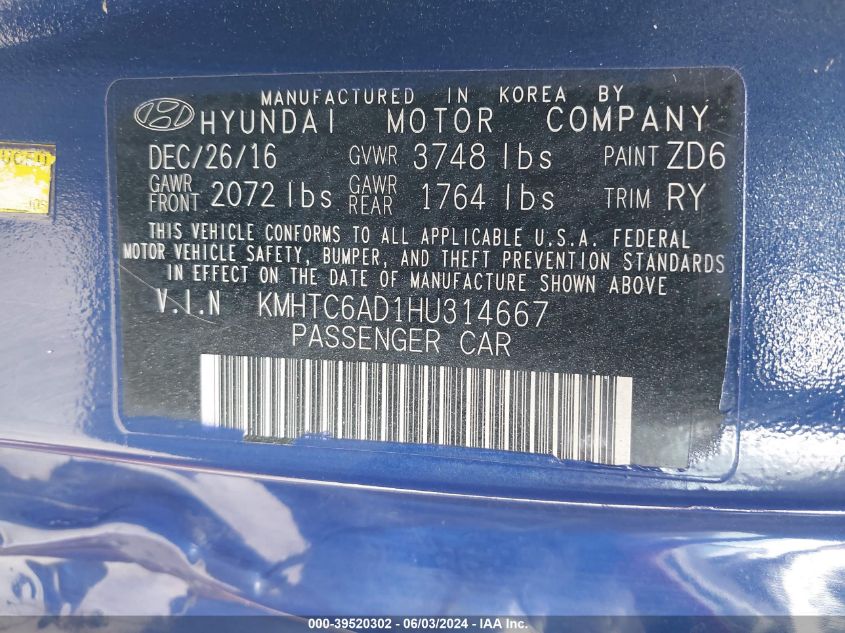 MANUFACTURED IN KOREA BY
HYUNDAI MOTOR COMPANY
DEC/26/16 GVWR 3748 lbs PAINT ZD6
GAWR FRONT 2072 lbs GAWR REAR 1764 lbs TRIM RY
THIS VEHICLE CONFORMS TO ALL APPLICABLE U.S.A. FEDERAL
MOTOR VEHICLE SAFETY, BUMPER, AND THEFT PREVENTION STANDARDS
IN EFFECT ON THE DATE OF MANUFACTURE SHOWN ABOVE
V.I.N KMHTC6AD1HU314667
PASSENGER CAR
000-39520302 - 06/03/2024 - IAA Inc.